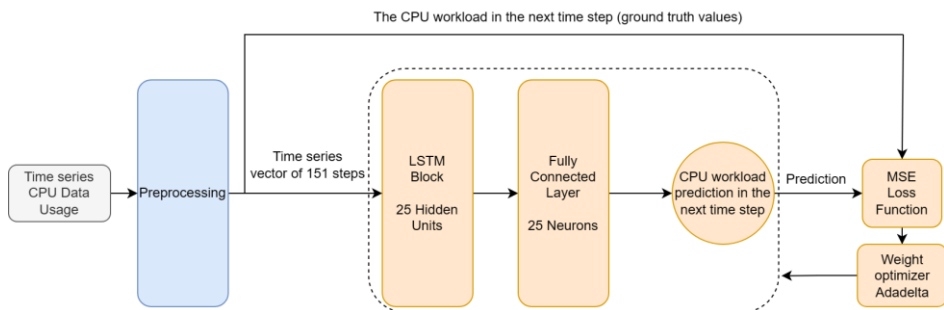 The CPU workload in the next time step (ground truth values)
Time series
CPU Data
Usage
Preprocessing
Time series
vector of 151 steps
LSTM
Block
25 Hidden
Units
Fully
Connected
Layer
25 Neurons
CPU workload
prediction in the
next time step
Prediction
MSE
Loss
Function
Weight
optimizer
Adadelta